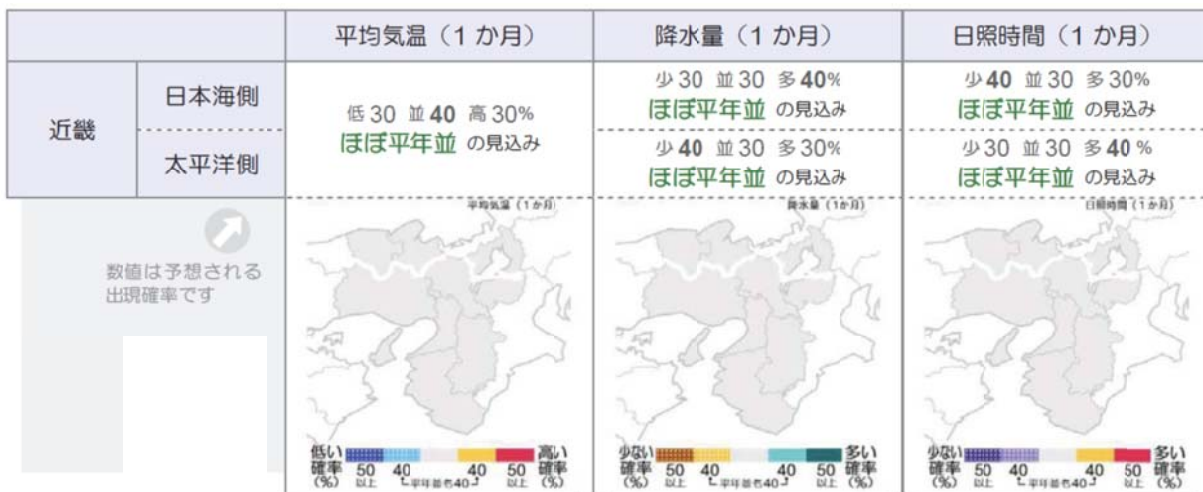 平均気温（1か月）
降水量（1か月）
日照時間（1か月）
近畿
日本海側
太平洋側
低30 並40 高30%
ほぼ平年並 の見込み
少30 並30 多40%
ほぼ平年並 の見込み
少40 並30 多30%
ほぼ平年並 の見込み
少40 並30 多30%
ほぼ平年並 の見込み
少30 並30 多40%
ほぼ平年並 の見込み
数値は予想される
出現確率です
平均気温（1か月）
低い
確率
(%)
50
以上
40
平年並も40
40
50
以上
高い
確率
(%)
降水量（1か月）
少ない
確率
(%)
50
以上
40
平年並も40
40
50
以上
多い
確率
(%)
日照時間（1か月）
少ない
確率
(%)
50
以上
40
平年並も40
40
50
以上
多い
確率
(%)